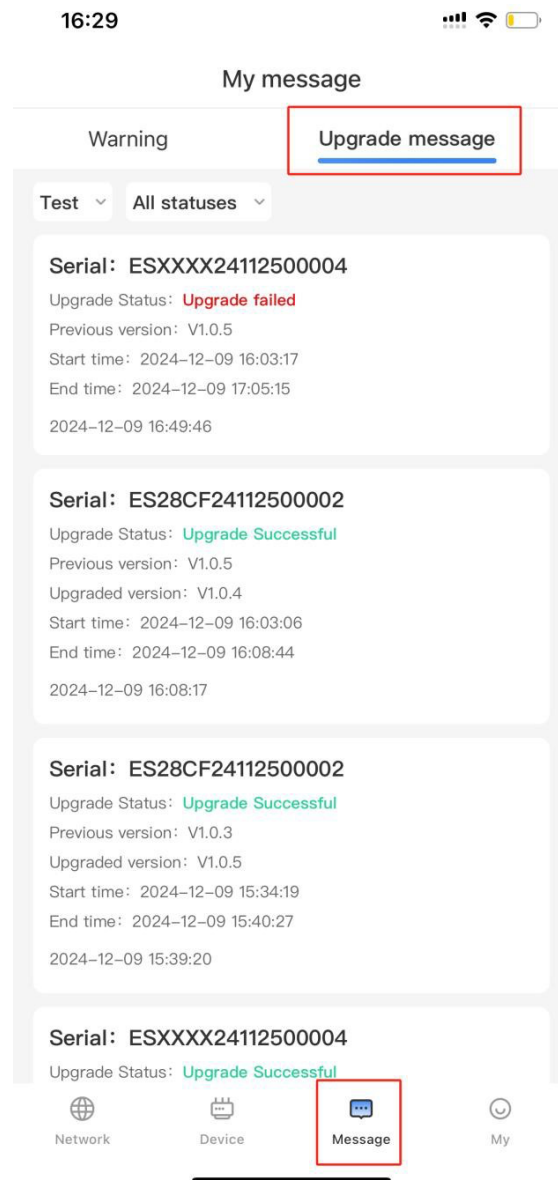 16:29
My message
Warning
Upgrade message
Test
All statuses
Serial：ESXXXX24112500004
Upgrade Status：Upgrade failed
Previous version：V1.0.5
Start time：2024–12–09 16:03:17
End time：2024–12–09 17:05:15
2024–12–09 16:49:46
Serial：ES28CF24112500002
Upgrade Status：Upgrade Successful
Previous version：V1.0.5
Upgraded version：V1.0.4
Start time：2024–12–09 16:03:06
End time：2024–12–09 16:08:44
2024–12–09 16:08:17
Serial：ES28CF24112500002
Upgrade Status：Upgrade Successful
Previous version：V1.0.3
Upgraded version：V1.0.5
Start time：2024–12–09 15:34:19
End time：2024–12–09 15:40:27
2024–12–09 15:39:20
Serial：ESXXXX24112500004
Upgrade Status：Upgrade Successful
Network
Device
Message
My